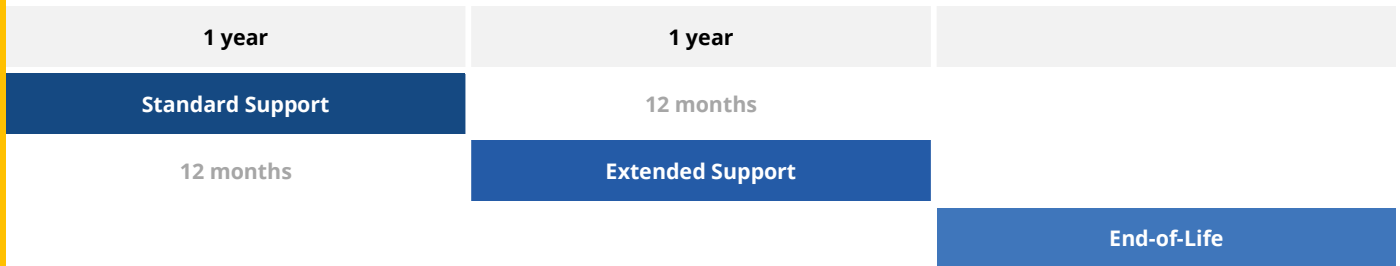 1 year 1 year
Standard Support 12 months
12 months Extended Support
End-of-Life